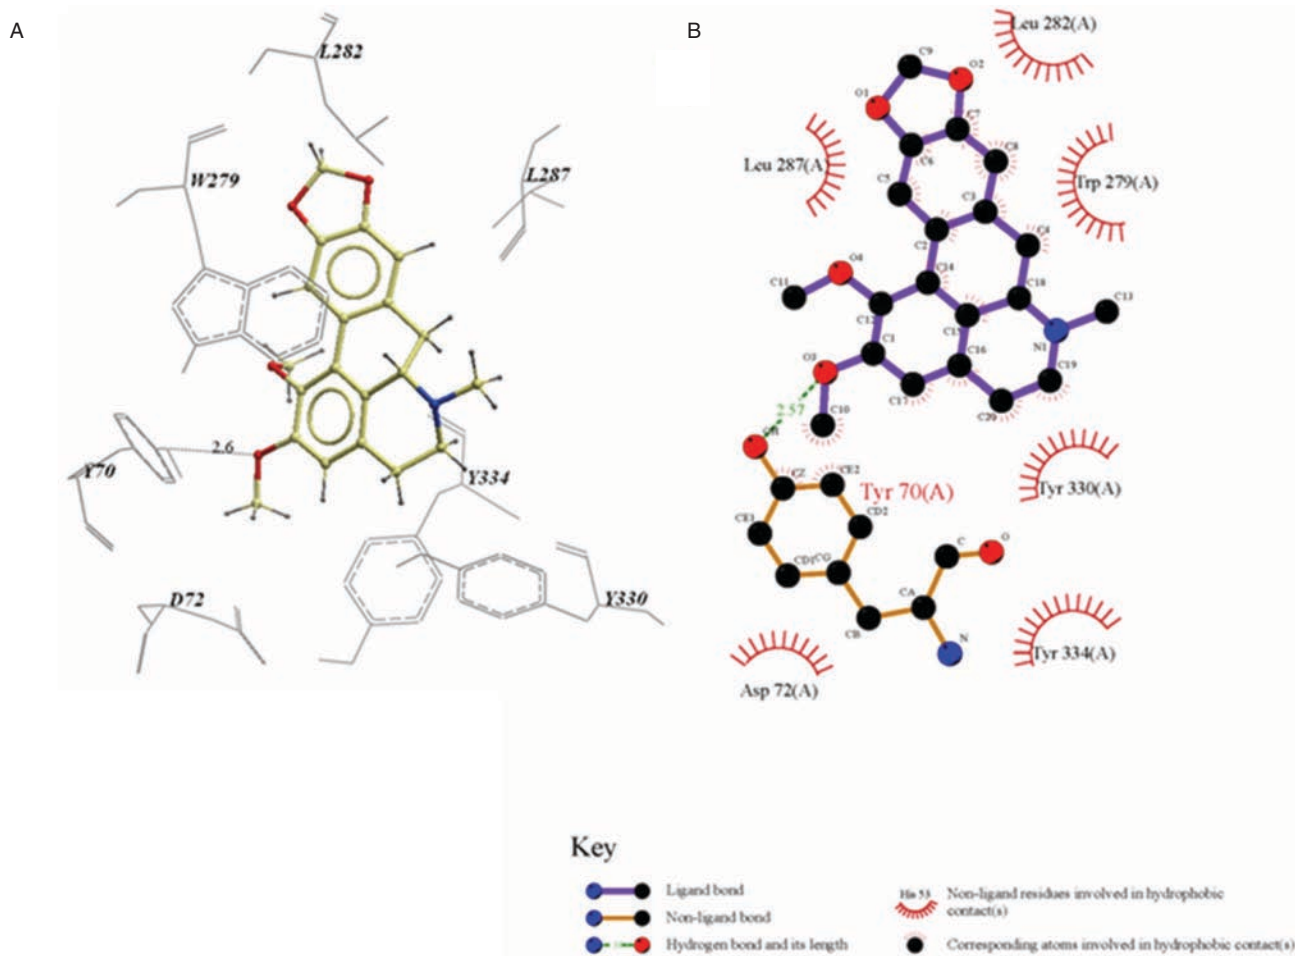 A
L282
W279
L287
2.6
Y70
Y334
D72
Y330
B
Leu 282(A)
C9
O2
O1
C7
C6
C8
Leu 287(A)
Trp 279(A)
C5
C3
C2
C4
O4
C14
C18
C11
C13
C12
C15
N1
C1
C16
O3
C19
C17
C20
2.57
C10
OH
CZ
CE2
Tyr 70(A)
Tyr 330(A)
CE1
CD2
CD1
CG
C
O
CA
CB
N
Tyr 334(A)
Asp 72(A)
Key
Ligand bond
Non-ligand bond
Hydrogen bond and its length
His 53
Non-ligand residues involved in hydrophobic
contact(s)
Corresponding atoms involved in hydrophobic contact(s)